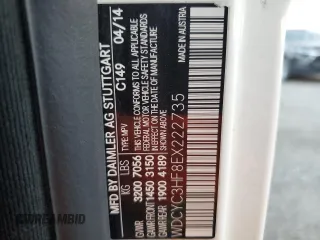 MFD. BY DAIMLER AG STUTTGART
C149 04/14
TYPE: MPV
THIS VEHICLE CONFORMS TO ALL APPLICABLE
FEDERAL MOTOR VEHICLE SAFETY STANDARDS
IN EFFECT ON THE DATE OF MANUFACTURE
SHOWN ABOVE.
MADE IN AUSTRIA
KG LBS
GVWR 3200 7056
GAWR FRONT 1450 3150
GAWR REAR 1900 4189
WDCYC3HF8EX222735
ICREAMBID